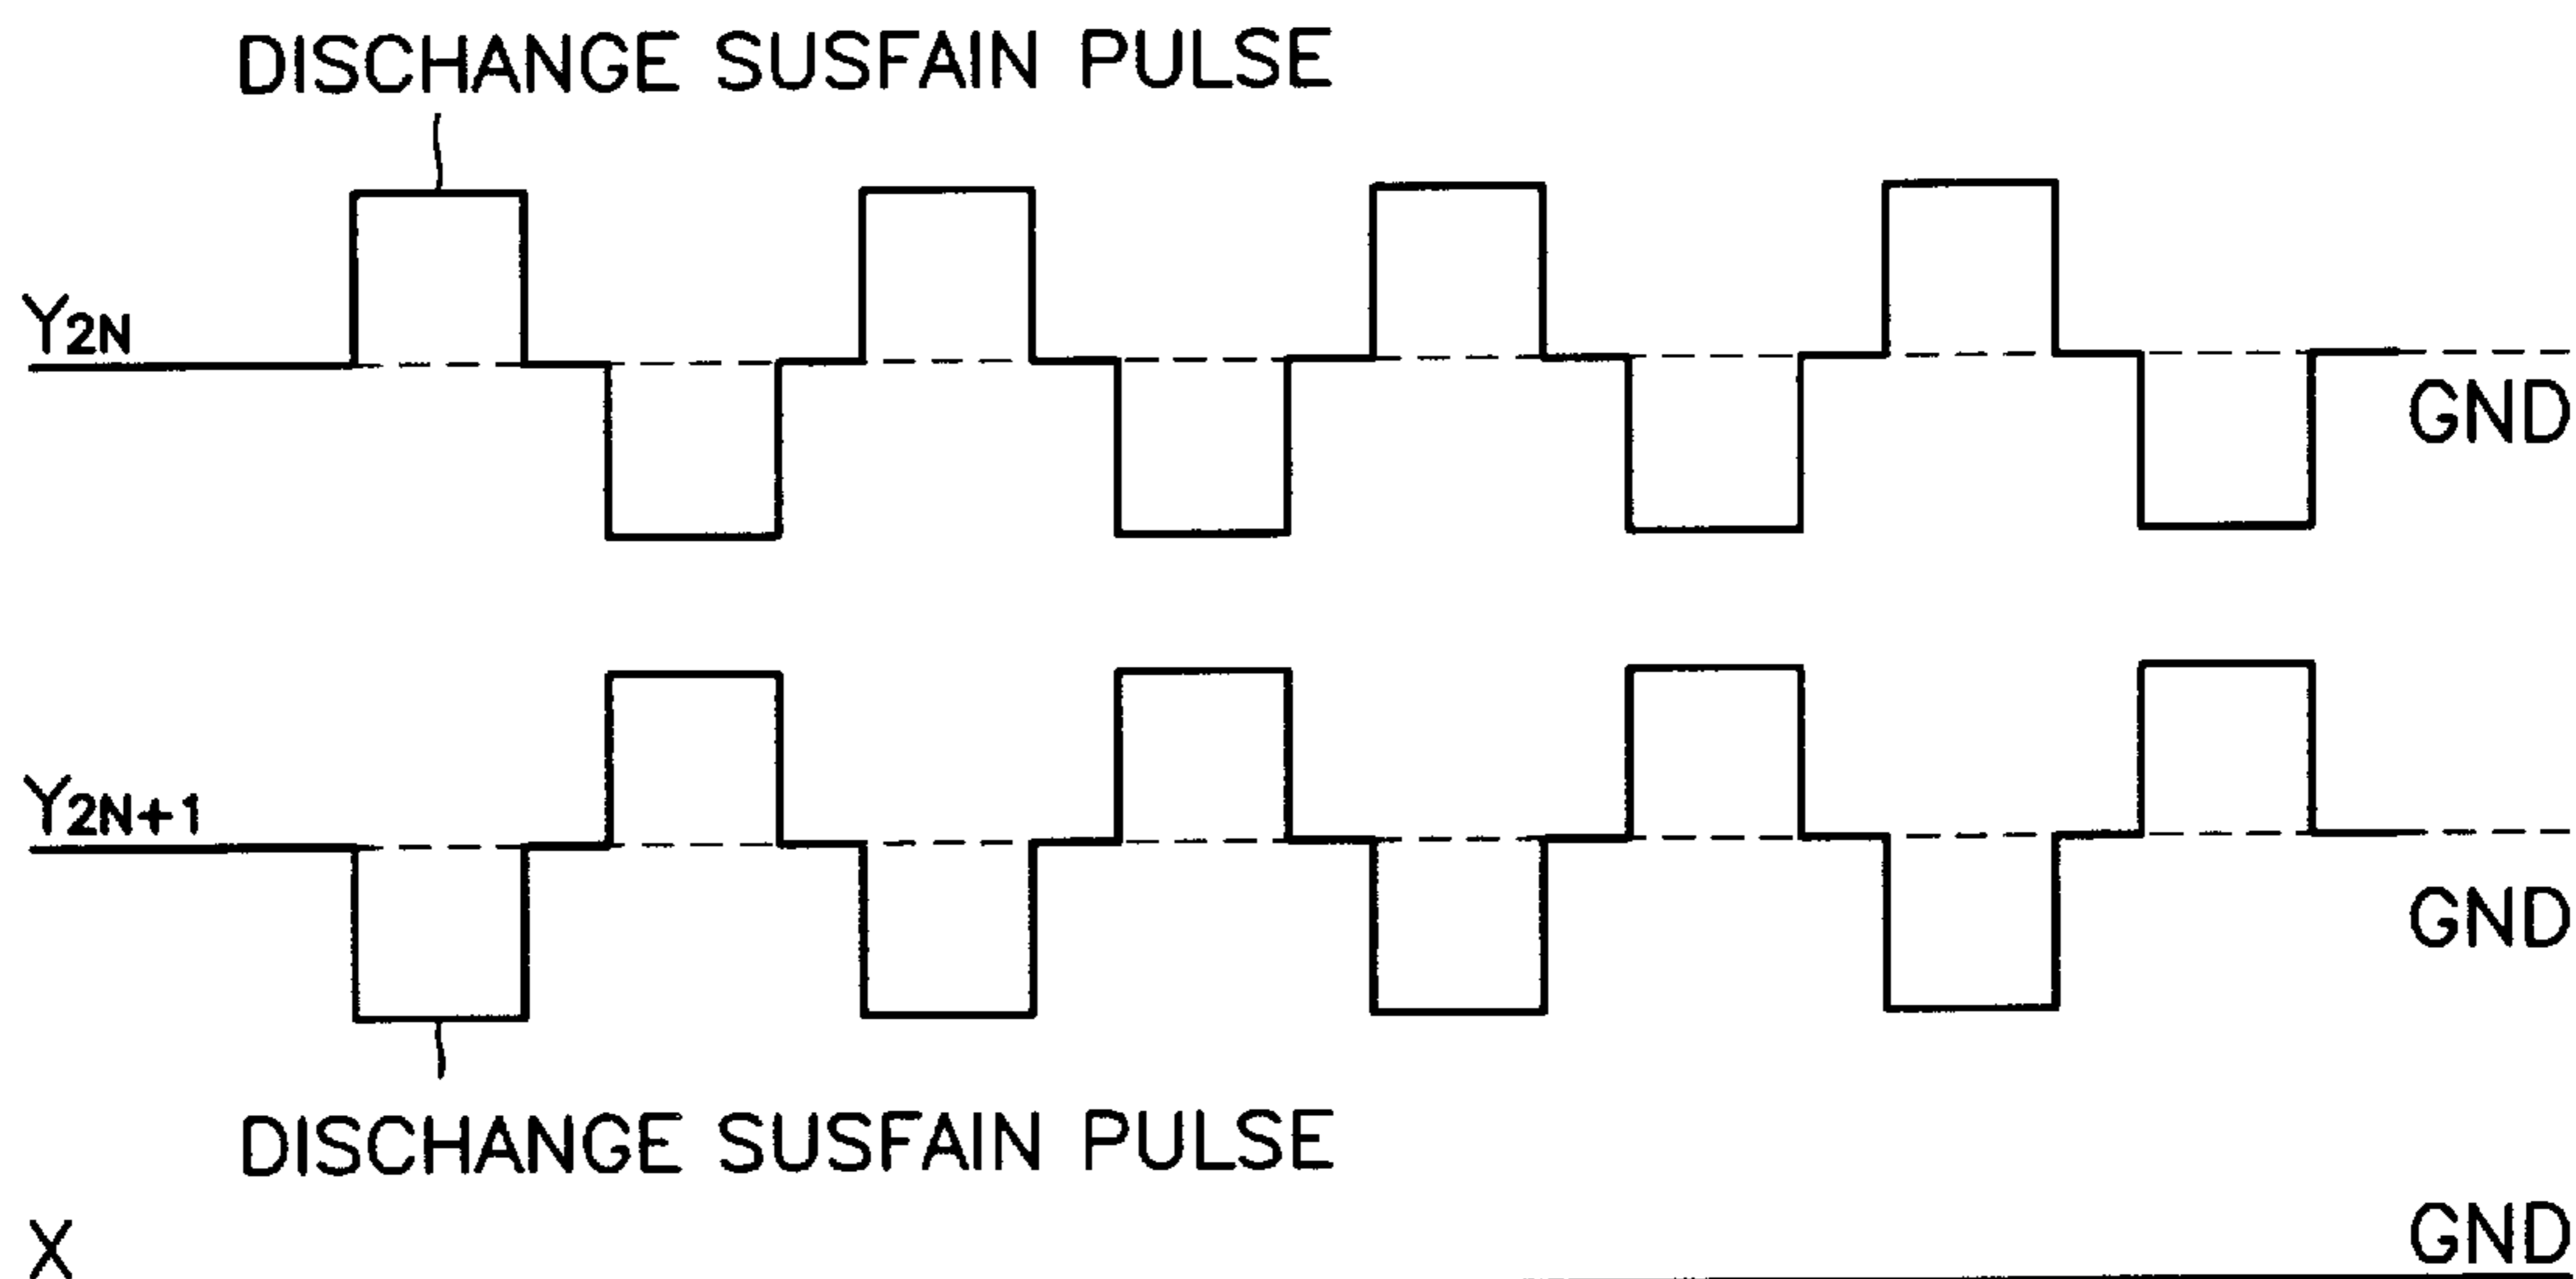 DISCHANGE SUSFAIN PULSE
Y2N
GND
Y2N+1
GND
DISCHANGE SUSFAIN PULSE
X
GND